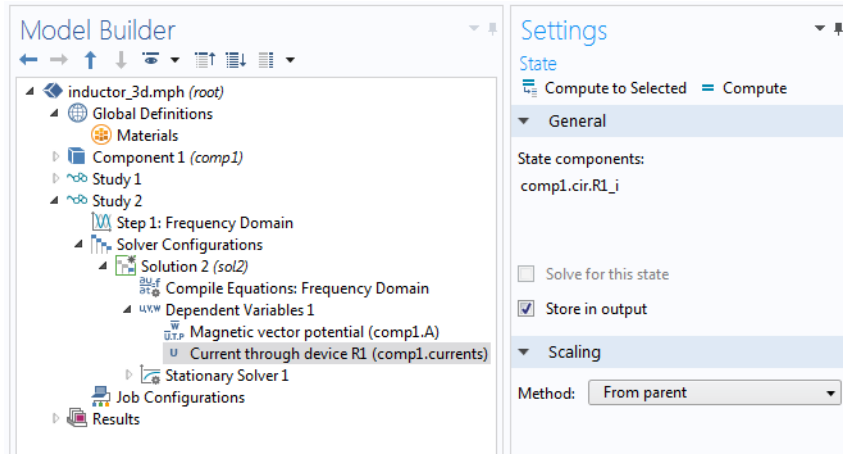 Model Builder
inductor_3d.mph (root)
Global Definitions
Materials
Component 1 (comp1)
Study 1
Study 2
Step 1: Frequency Domain
Solver Configurations
Solution 2 (sol2)
Compile Equations: Frequency Domain
Dependent Variables 1
Magnetic vector potential (comp1.A)
Current through device R1 (comp1.currents)
Stationary Solver 1
Job Configurations
Results
Settings
State
Compute to Selected = Compute
General
State components:
comp1.cir.R1_i
Solve for this state
Store in output
Scaling
Method: From parent